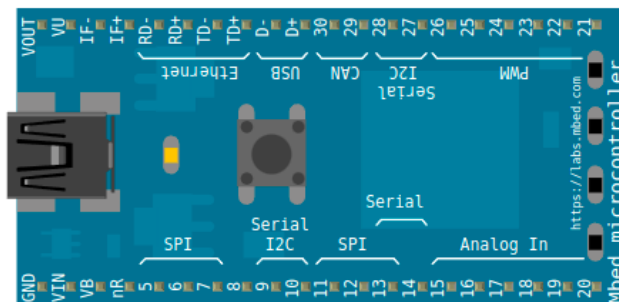 VOUT VU IF- IF+ RD- RD+ TD- TD+ D- D+ 30 29 28 27 26 25 24 23 22 21
Ethernet USB CAN I2C PWM
Serial
https://labs.mbed.com
Mbed microcontroller
Serial
Serial
SPI I2C SPI Analog In
GND VIN VB nR 5 6 7 8 9 10 11 12 13 14 15 16 17 18 19 20